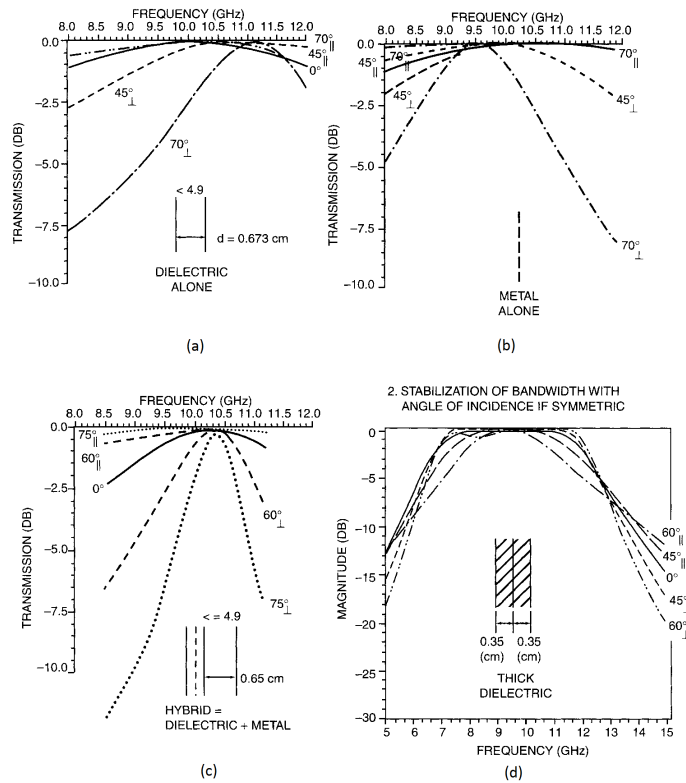 FREQUENCY (GHz)
8.0 8.5 9.0 9.5 10.0 10.5 11.0 11.5 12.0
0.0
−2.5
−5.0
−7.5
−10.0
TRANSMISSION (DB)
70°||
45°||
0°
45°⊥
70°⊥
< 4.9
d = 0.673 cm
DIELECTRIC
ALONE
(a)
FREQUENCY (GHz)
8.0 8.5 9.0 9.5 10.0 10.5 11.0 11.5 12.0
0.0
−2.5
−5.0
−7.5
−10.0
TRANSMISSION (DB)
70°||
45°||
45°⊥
70°||
45°⊥
70°⊥
METAL
ALONE
(b)
FREQUENCY (GHz)
8.0 8.5 9.0 9.5 10.0 10.5 11.0 11.5 12.0
0.0
−2.5
−5.0
−7.5
−10.0
TRANSMISSION (DB)
75°||
60°||
0°
60°⊥
75°⊥
< = 4.9
0.65 cm
HYBRID =
DIELECTRIC + METAL
(c)
2. STABILIZATION OF BANDWIDTH WITH
ANGLE OF INCIDENCE IF SYMMETRIC
0
−5
−10
−15
−20
−25
−30
MAGNITUDE (DB)
60°||
45°||
0°
45°⊥
60°⊥
0.35 0.35
(cm) (cm)
THICK
DIELECTRIC
5 6 7 8 9 10 11 12 13 14 15
FREQUENCY (GHz)
(d)